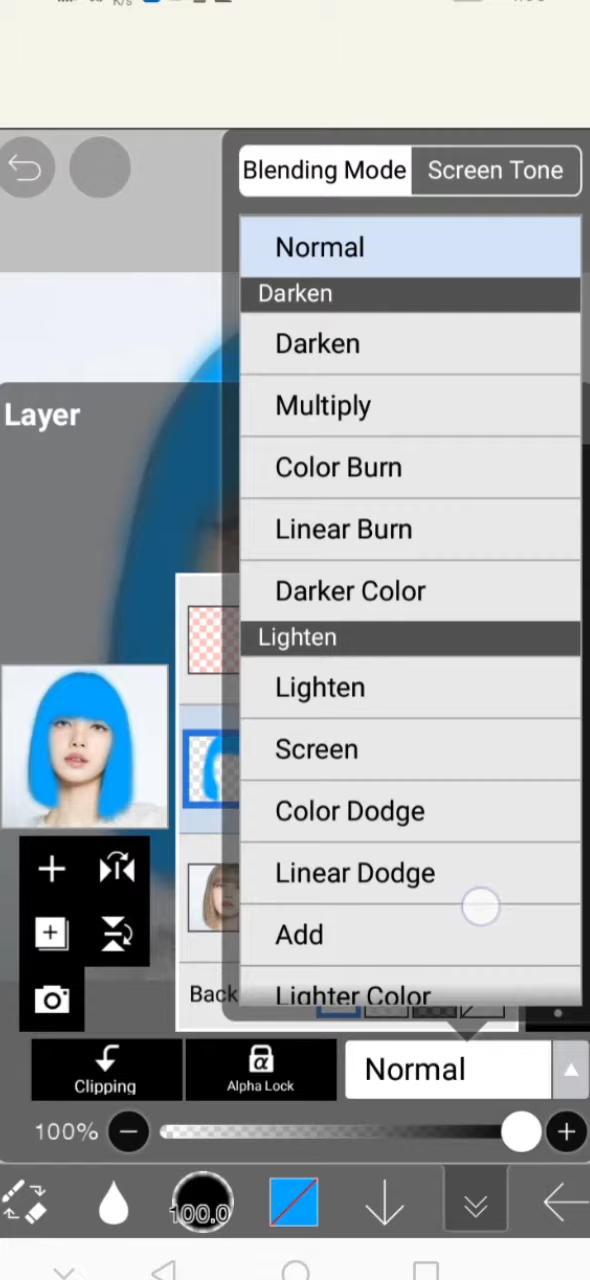 K/s
Blending Mode
Screen Tone
Normal
Darken
Darken
Multiply
Color Burn
Linear Burn
Darker Color
Layer
Lighten
Lighten
Screen
Color Dodge
Linear Dodge
Add
Lighter Color
Back
Clipping
α
Alpha Lock
Normal
100%
100.0